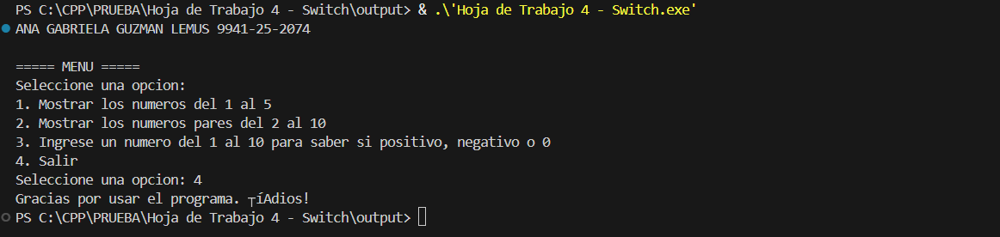 PS C:\CPP\PRUEBA\Hoja de Trabajo 4 - Switch\output> & .\'Hoja de Trabajo 4 - Switch.exe'
ANA GABRIELA GUZMAN LEMUS 9941-25-2074
===== MENU =====
Seleccione una opcion:
1. Mostrar los numeros del 1 al 5
2. Mostrar los numeros pares del 2 al 10
3. Ingrese un numero del 1 al 10 para saber si positivo, negativo o 0
4. Salir
Seleccione una opcion: 4
Gracias por usar el programa. ┬íAdios!
PS C:\CPP\PRUEBA\Hoja de Trabajo 4 - Switch\output>